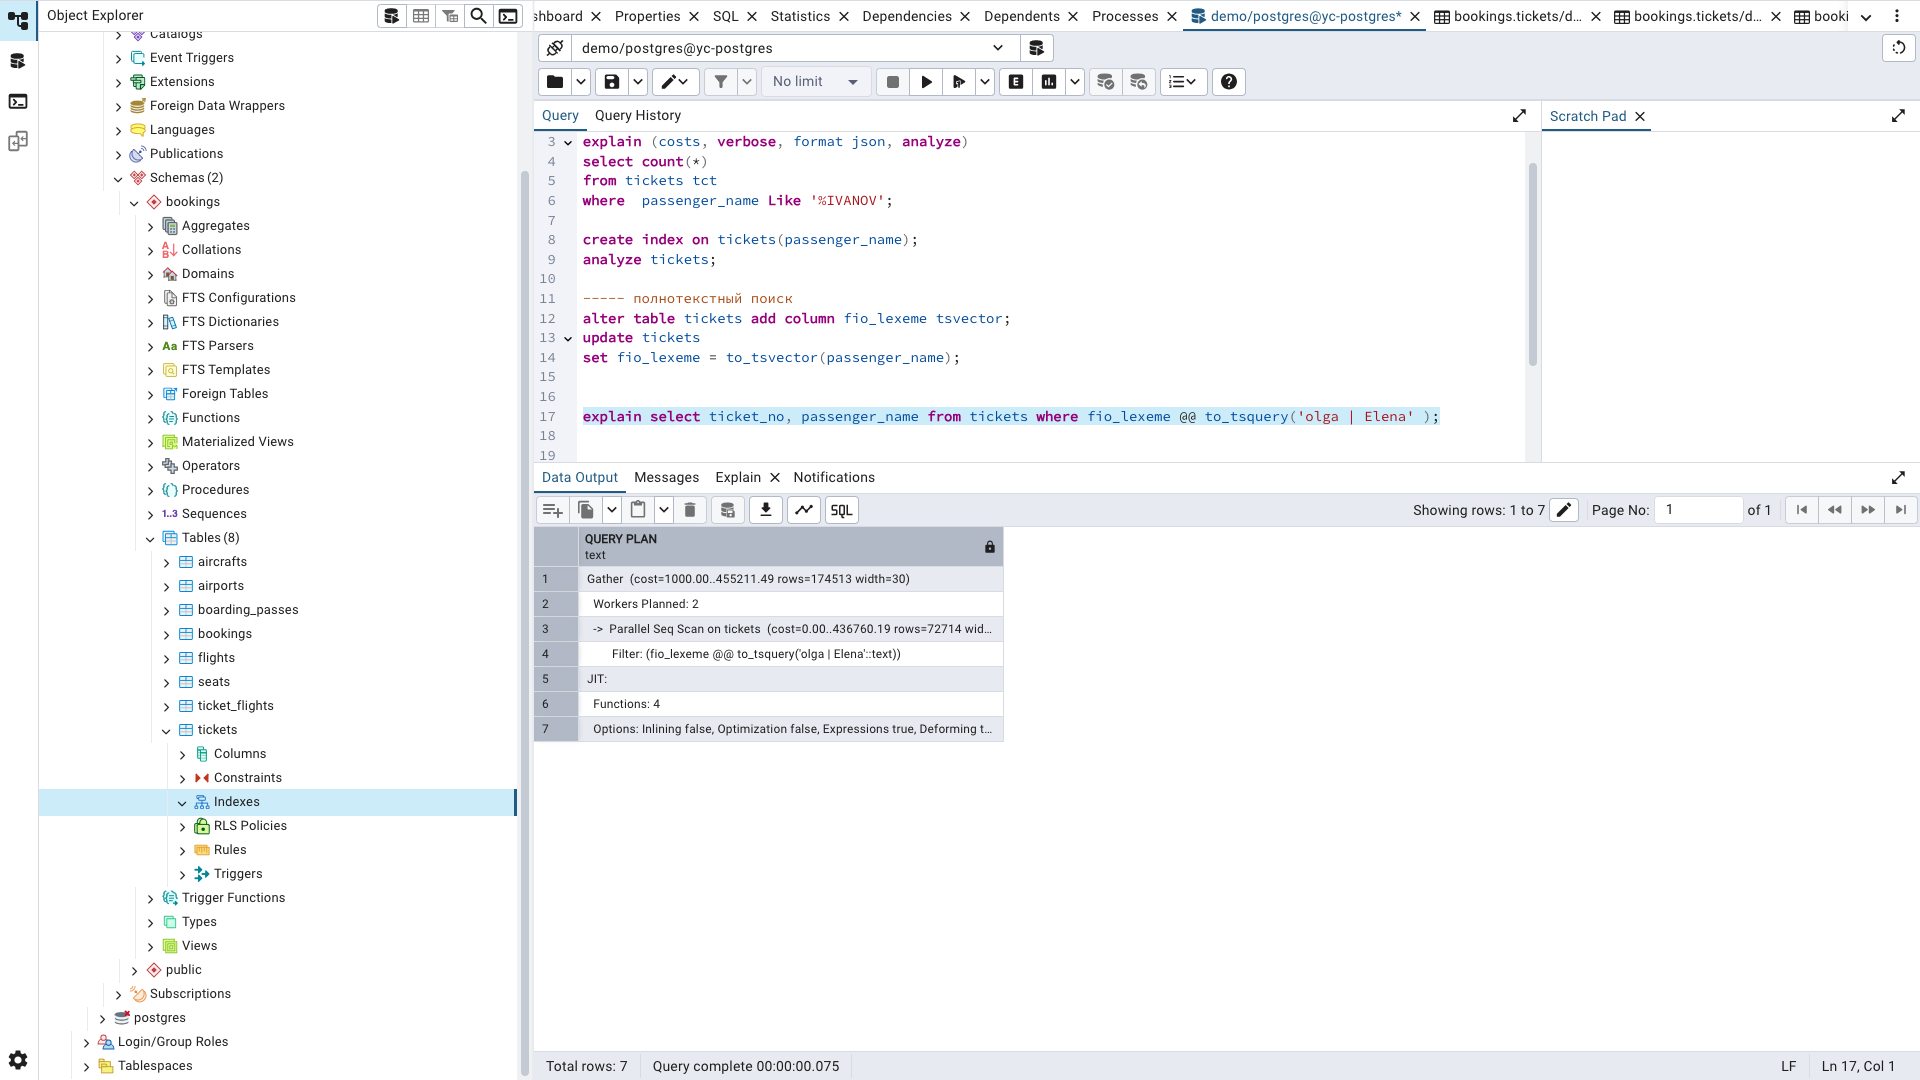 Object Explorer
Catalogs
Event Triggers
Extensions
Foreign Data Wrappers
Languages
Publications
Schemas (2)
bookings
Aggregates
Collations
Domains
FTS Configurations
FTS Dictionaries
Aa FTS Parsers
FTS Templates
Foreign Tables
Functions
Materialized Views
Operators
Procedures
1..3 Sequences
Tables (8)
aircrafts
airports
boarding_passes
bookings
flights
seats
ticket_flights
tickets
Columns
Constraints
Indexes
RLS Policies
Rules
Triggers
Trigger Functions
Types
Views
public
Subscriptions
postgres
Login/Group Roles
Tablespaces
shboard Properties SQL Statistics Dependencies Dependents Processes demo/postgres@yc-postgres* bookings.tickets/d... bookings.tickets/d... booki
demo/postgres@yc-postgres
No limit
E
Query Query History
3 explain (costs, verbose, format json, analyze)
4 select count(*)
5 from tickets tct
6 where  passenger_name Like '%IVANOV';
7
8 create index on tickets(passenger_name);
9 analyze tickets;
10
11 ----- полнотекстный поиск
12 alter table tickets add column fio_lexeme tsvector;
13 update tickets
14 set fio_lexeme = to_tsvector(passenger_name);
15
16
17 explain select ticket_no, passenger_name from tickets where fio_lexeme @@ to_tsquery('olga | Elena' );
18
19
Scratch Pad
Data Output Messages Explain Notifications
SQL
Showing rows: 1 to 7 Page No: 1 of 1
QUERY PLAN
text
1 Gather  (cost=1000.00..455211.49 rows=174513 width=30)
2 Workers Planned: 2
3 ->  Parallel Seq Scan on tickets  (cost=0.00..436760.19 rows=72714 wid...
4 Filter: (fio_lexeme @@ to_tsquery('olga | Elena'::text))
5 JIT:
6 Functions: 4
7 Options: Inlining false, Optimization false, Expressions true, Deforming t...
Total rows: 7 Query complete 00:00:00.075 LF Ln 17, Col 1